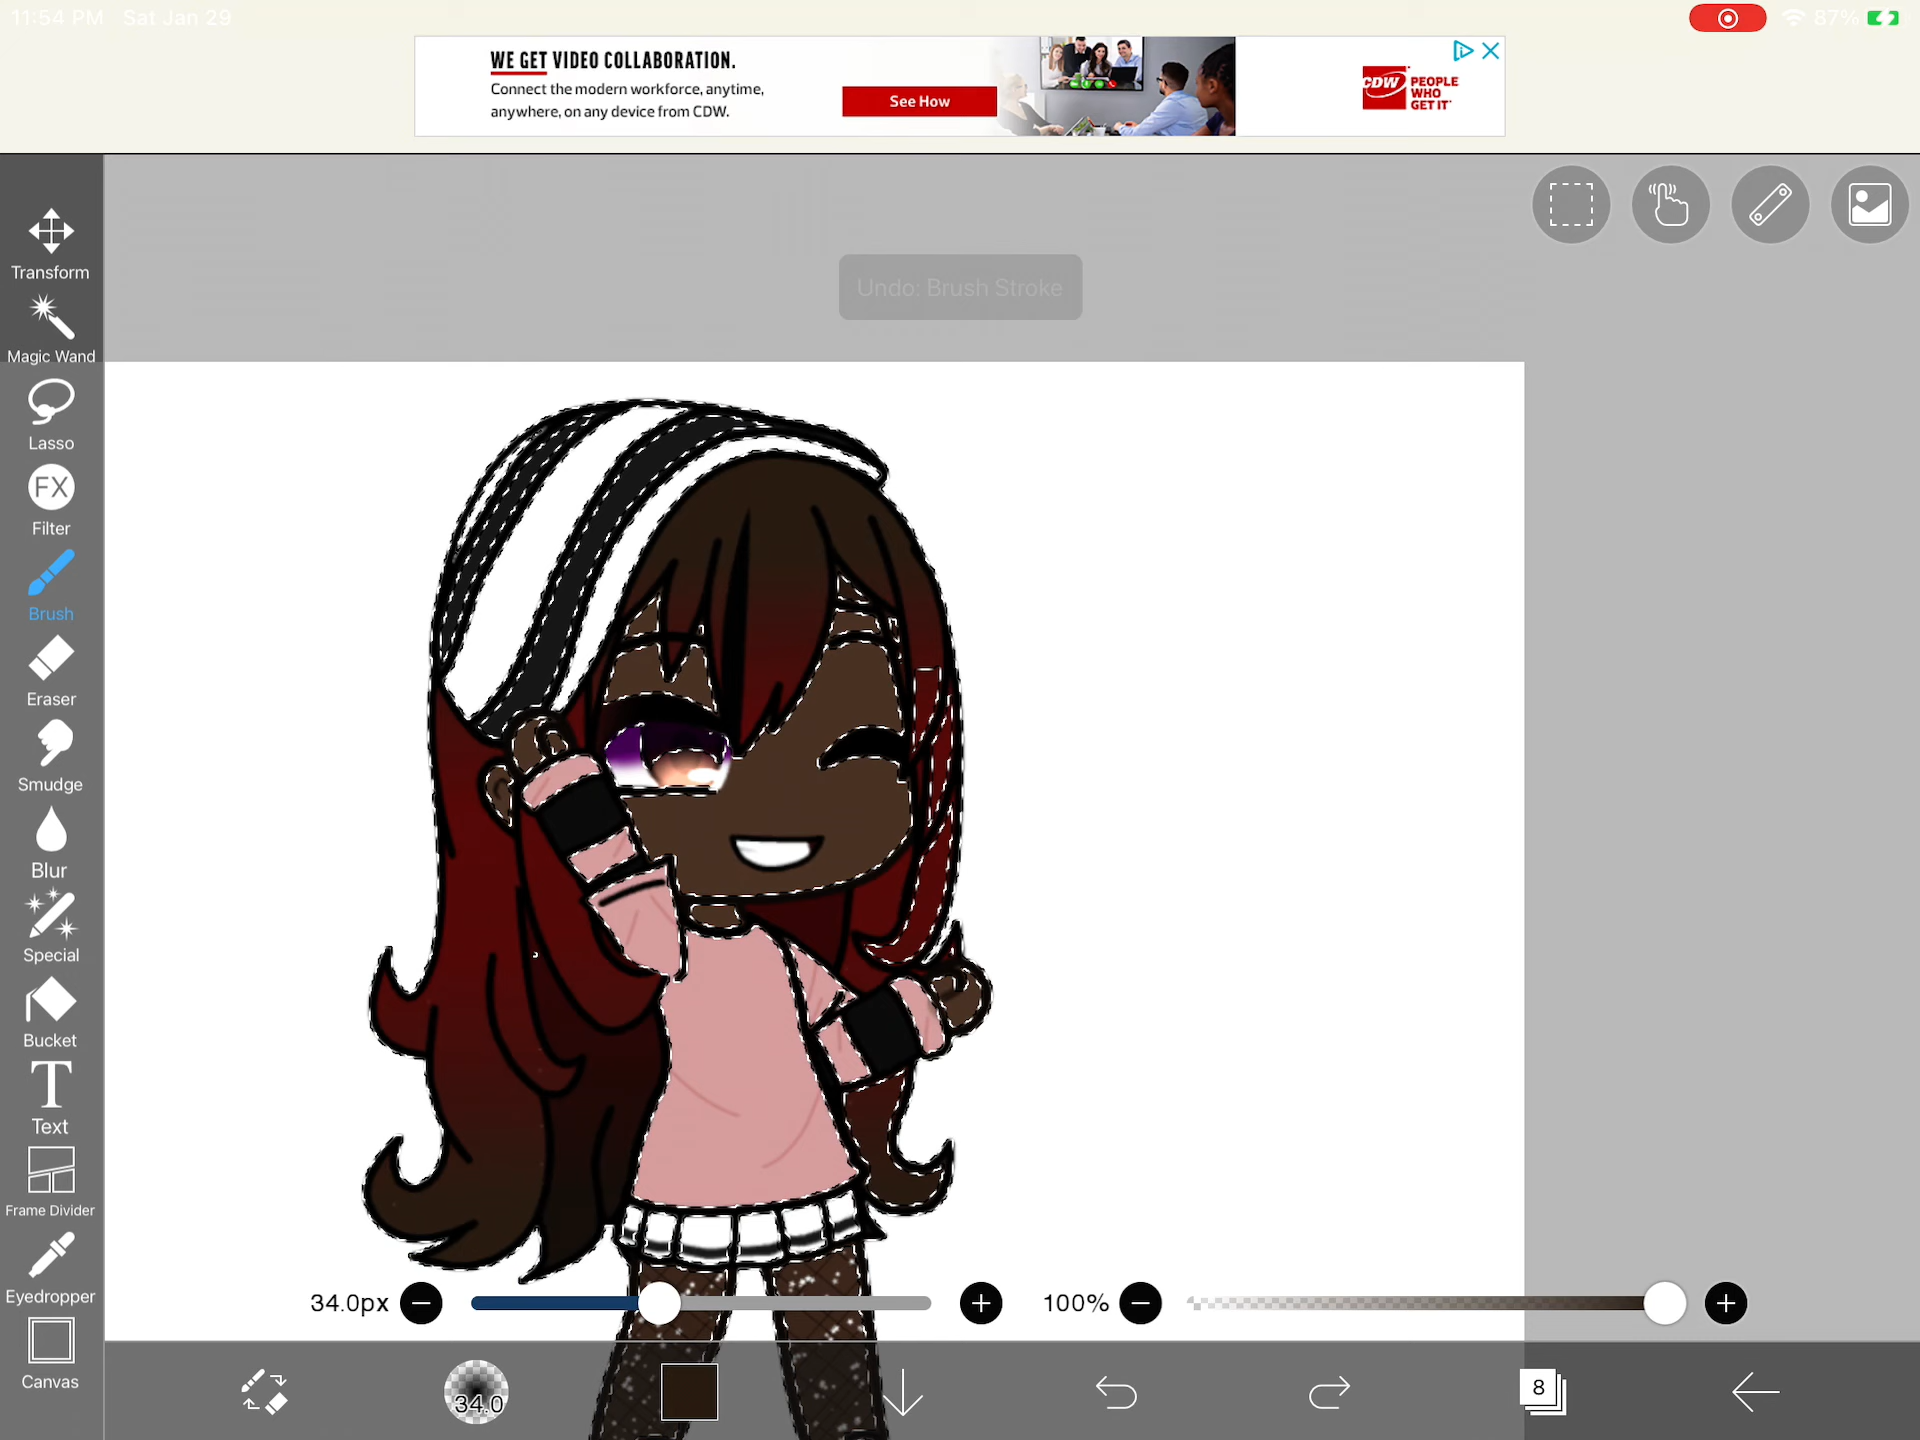 11:54 PM Sat Jan 29
87%
WE GET VIDEO COLLABORATION.
Connect the modern workforce, anytime,
anywhere, on any device from CDW.
See How
CDW
PEOPLE
WHO
GET IT
Undo: Brush Stroke
Transform
Magic Wand
Lasso
FX
Filter
Brush
Eraser
Smudge
Blur
Special
Bucket
T
Text
Frame Divider
Eyedropper
Canvas
34.0px
100%
34.0
8